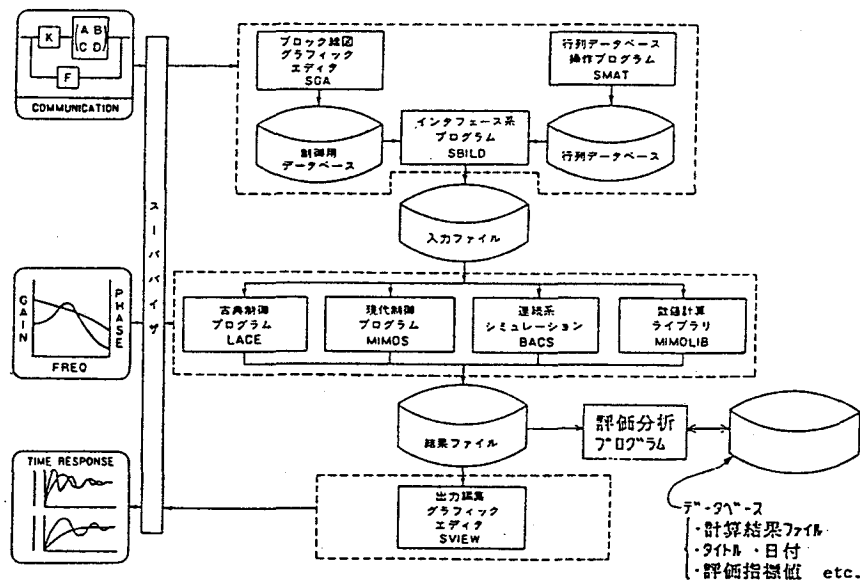 K
A B
C D
F
COMMUNICATION
スーパバイザ
ブロック線図
グラフィック
エディタ
SGA
行列データベース
操作プログラム
SMAT
制御用
データベース
インタフェース系
プログラム
SBILD
行列データベース
入力ファイル
GAIN
PHASE
FREQ
古典制御
プログラム
LACE
現代制御
プログラム
MIMDS
連続系
シミュレーション
BACS
数値計算
ライブラリ
MIMOLIB
結果ファイル
評価分析
プログラム
TIME RESPONSE
出力編集
グラフィック
エディタ
SVIEW
データベース
・計算結果ファイル
・タイトル ・日付
・評価指標値 etc.